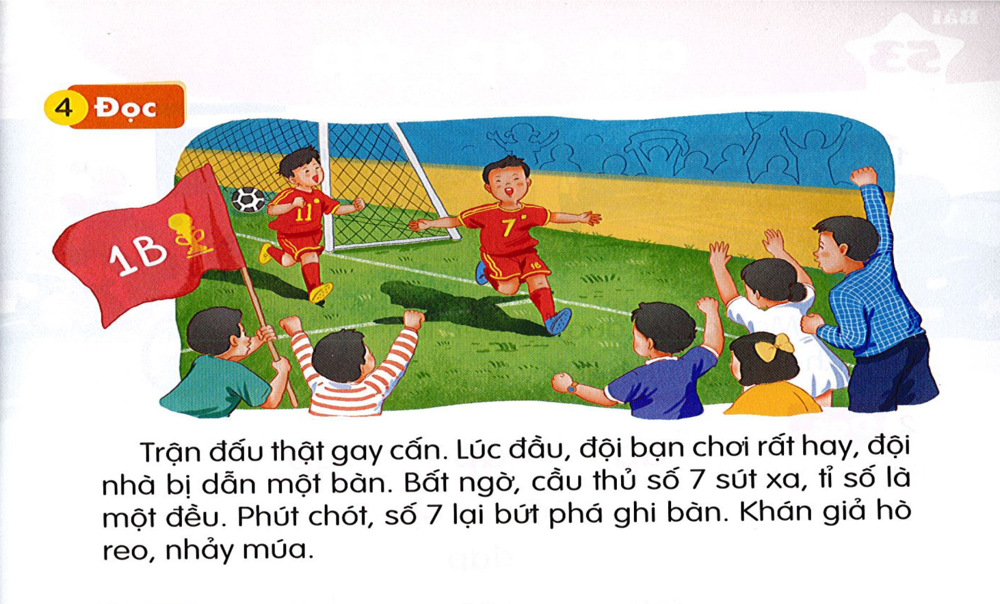 4 Đọc
1B
11
7
1B
Trận đấu thật gay cấn. Lúc đầu, đội bạn chơi rất hay, đội
nhà bị dẫn một bàn. Bất ngờ, cầu thủ số 7 sút xa, tỉ số là
một đều. Phút chót, số 7 lại bứt phá ghi bàn. Khán giả hò
reo, nhảy múa.